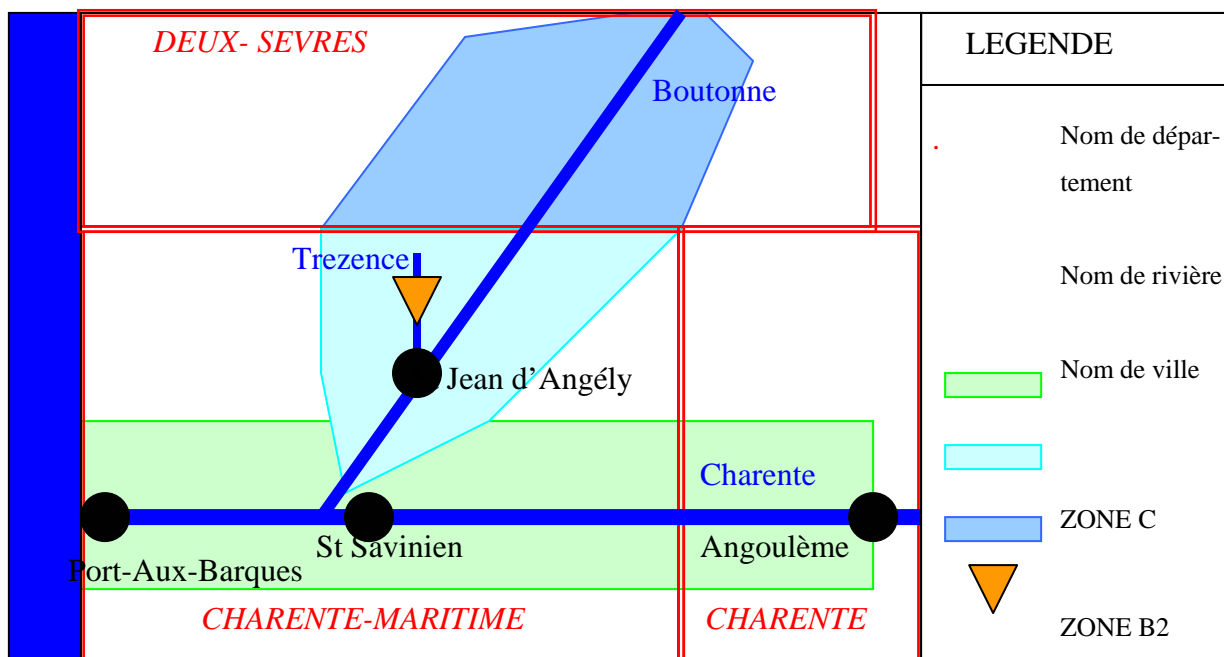 DEUX- SEVRES
Boutonne
Trezence
Jean d’Angély
Charente
St Savinien
Angoulème
Port-Aux-Barques
CHARENTE-MARITIME
CHARENTE
LEGENDE
Nom de dépar-
tement
Nom de rivière
Nom de ville
ZONE C
ZONE B2